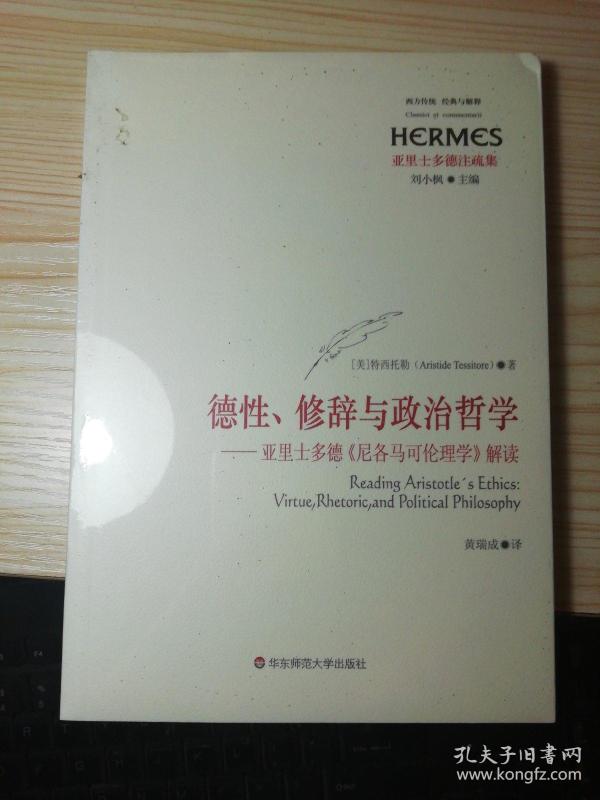 西方传统 经典与解释
Classici et commentarii
HERMES
亚里士多德注疏集
刘小枫●主编
[美]特西托勒（Aristide Tessitore）●著
德性、修辞与政治哲学
——亚里士多德《尼各马可伦理学》解读
Reading Aristotle´s Ethics:
Virtue,Rhetoric,and Political Philosophy
黄瑞成●译
华东师范大学出版社
孔夫子旧书网
www.kongfz.com